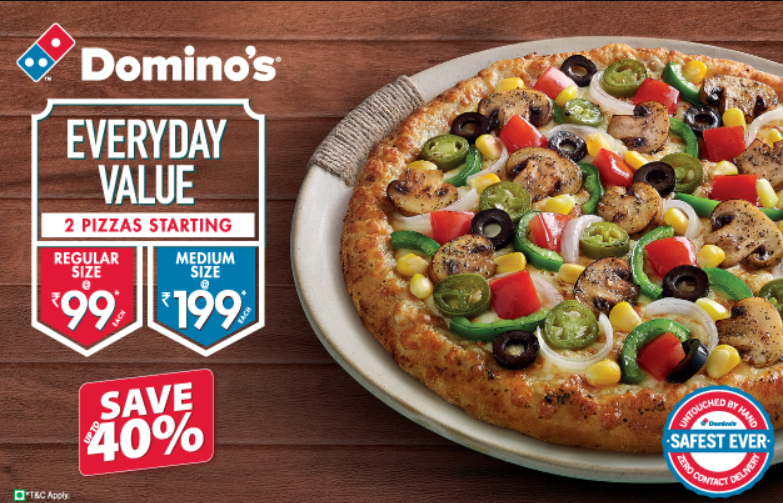 Domino's
EVERYDAY
VALUE
2 PIZZAS STARTING
REGULAR
SIZE
@
₹99*
EACH
MEDIUM
SIZE
@
₹199*
EACH
SAVE
UPTO
40%
UNTOUCHED BY HAND
Domino's
·SAFEST EVER·
ZERO CONTACT DELIVERY
*T&C Apply.